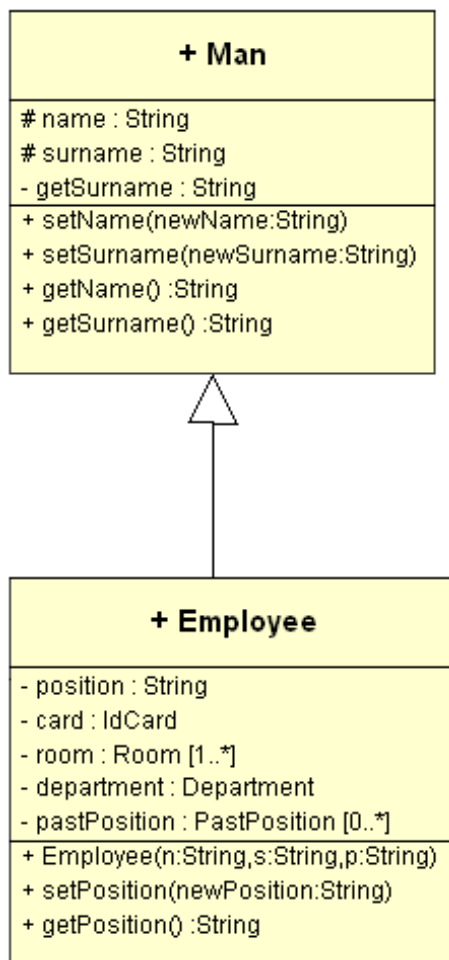 + Man
# name : String
# surname : String
- getSurname : String
+ setName(newName:String)
+ setSurname(newSurname:String)
+ getName() :String
+ getSurname() :String
+ Employee
- position : String
- card : IdCard
- room : Room [1..*]
- department : Department
- pastPosition : PastPosition [0..*]
+ Employee(n:String,s:String,p:String)
+ setPosition(newPosition:String)
+ getPosition() :String